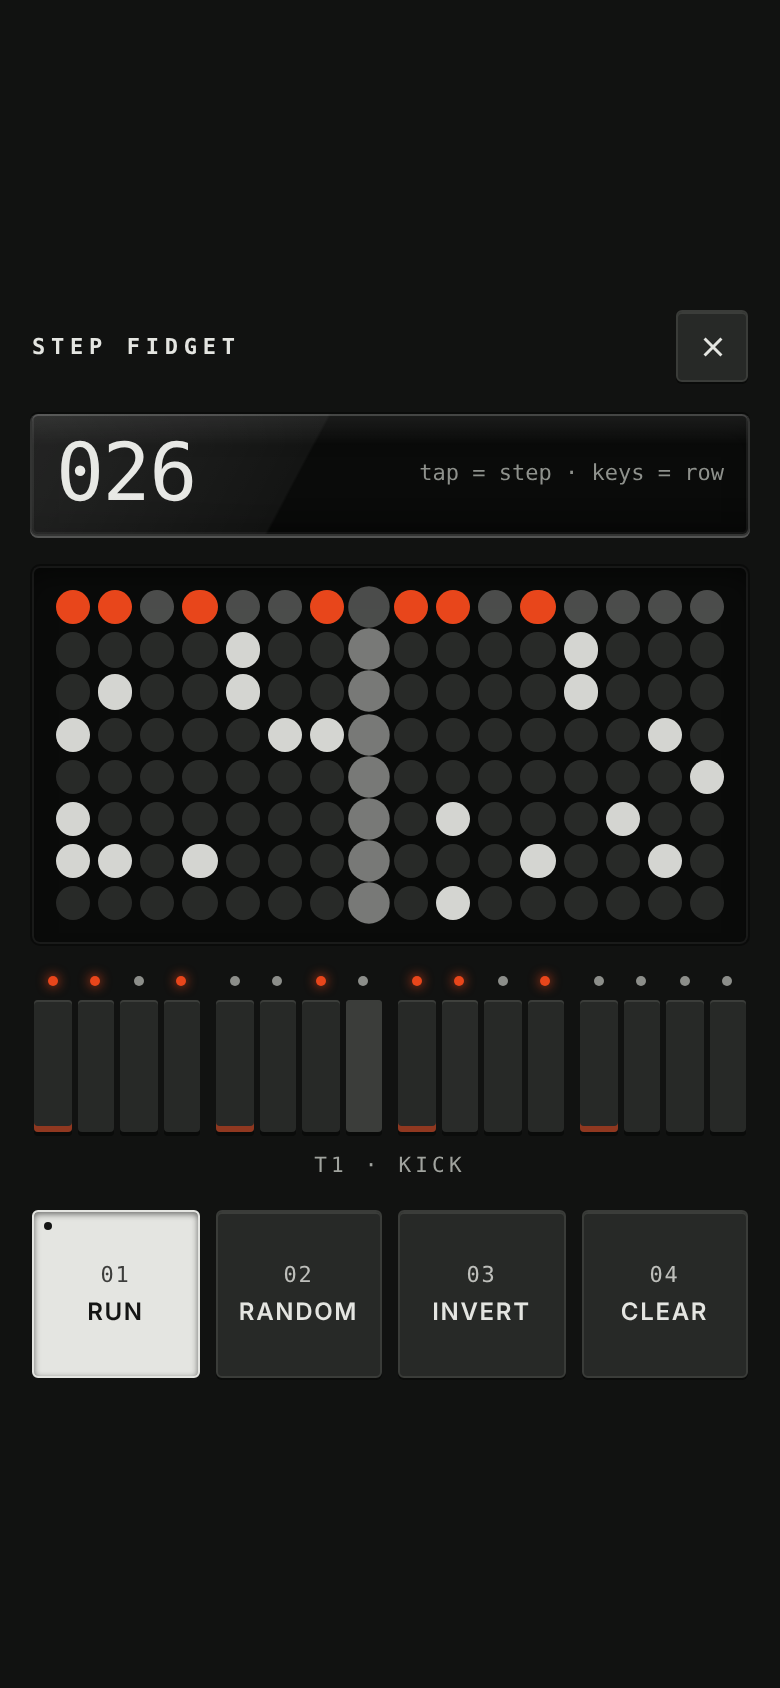 STEP FIDGET
026
tap = step · keys = row
T1 · KICK
01
RUN
02
RANDOM
03
INVERT
04
CLEAR